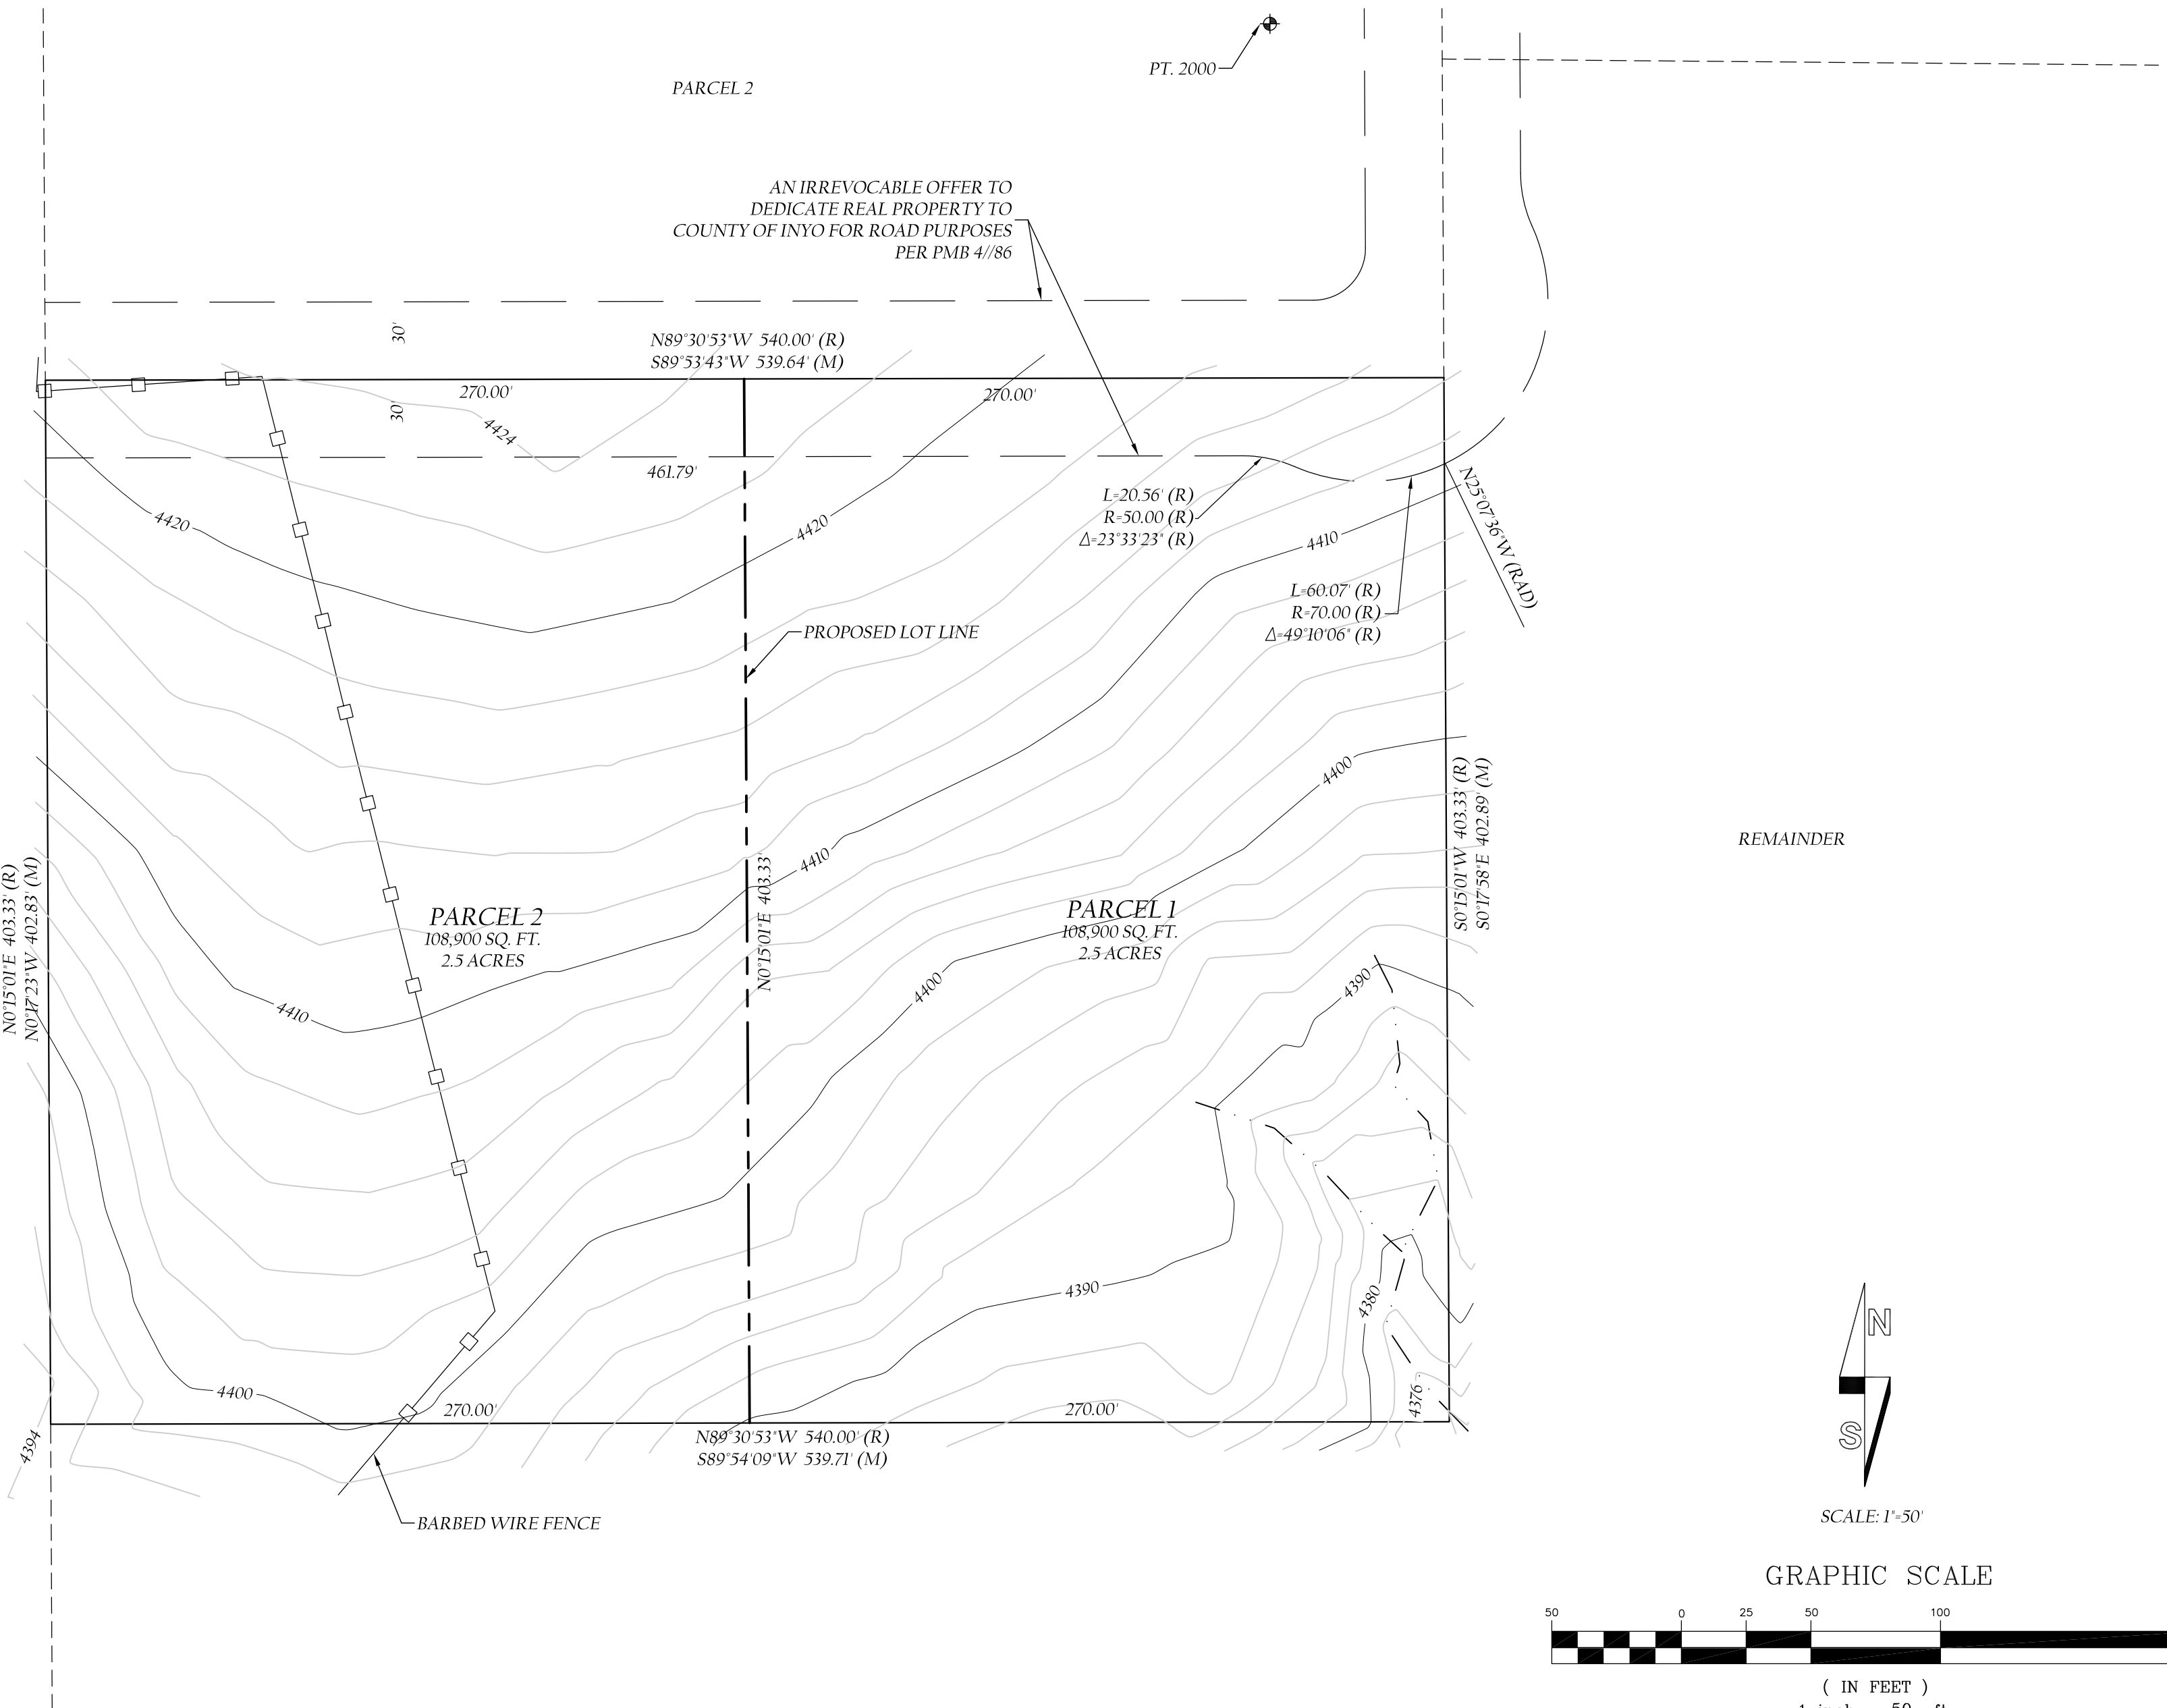 PT. 2000
PARCEL 2
AN IRREVOCABLE OFFER TO
DEDICATE REAL PROPERTY TO
COUNTY OF INYO FOR ROAD PURPOSES
PER PMB 4//86
30'
N89°30'53"W 540.00' (R)
S89°53'43"W 539.64' (M)
270.00'
270.00'
30'
4424
461.79'
L=20.56' (R)
R=50.00 (R)
Δ=23°33'23" (R)
N25°07'36"W (RAD)
4420
4420
4410
L=60.07' (R)
R=70.00 (R)
Δ=49°10'06" (R)
PROPOSED LOT LINE
4400
S0°15'01"W 403.33' (R)
S0°17'58"E 402.89' (M)
REMAINDER
4410
N0°15'01"E 403.33'
N0°15'01"E 403.33' (R)
N0°17'23"W 402.83' (M)
PARCEL 2
108,900 SQ. FT.
2.5 ACRES
PARCEL 1
108,900 SQ. FT.
2.5 ACRES
4400
4390
4410
4390
4380
N
4400
270.00'
270.00'
4376
4394
N89°30'53"W 540.00' (R)
S89°54'09"W 539.71' (M)
S
BARBED WIRE FENCE
SCALE: 1"=50'
GRAPHIC SCALE
50 0 25 50 100
( IN FEET )